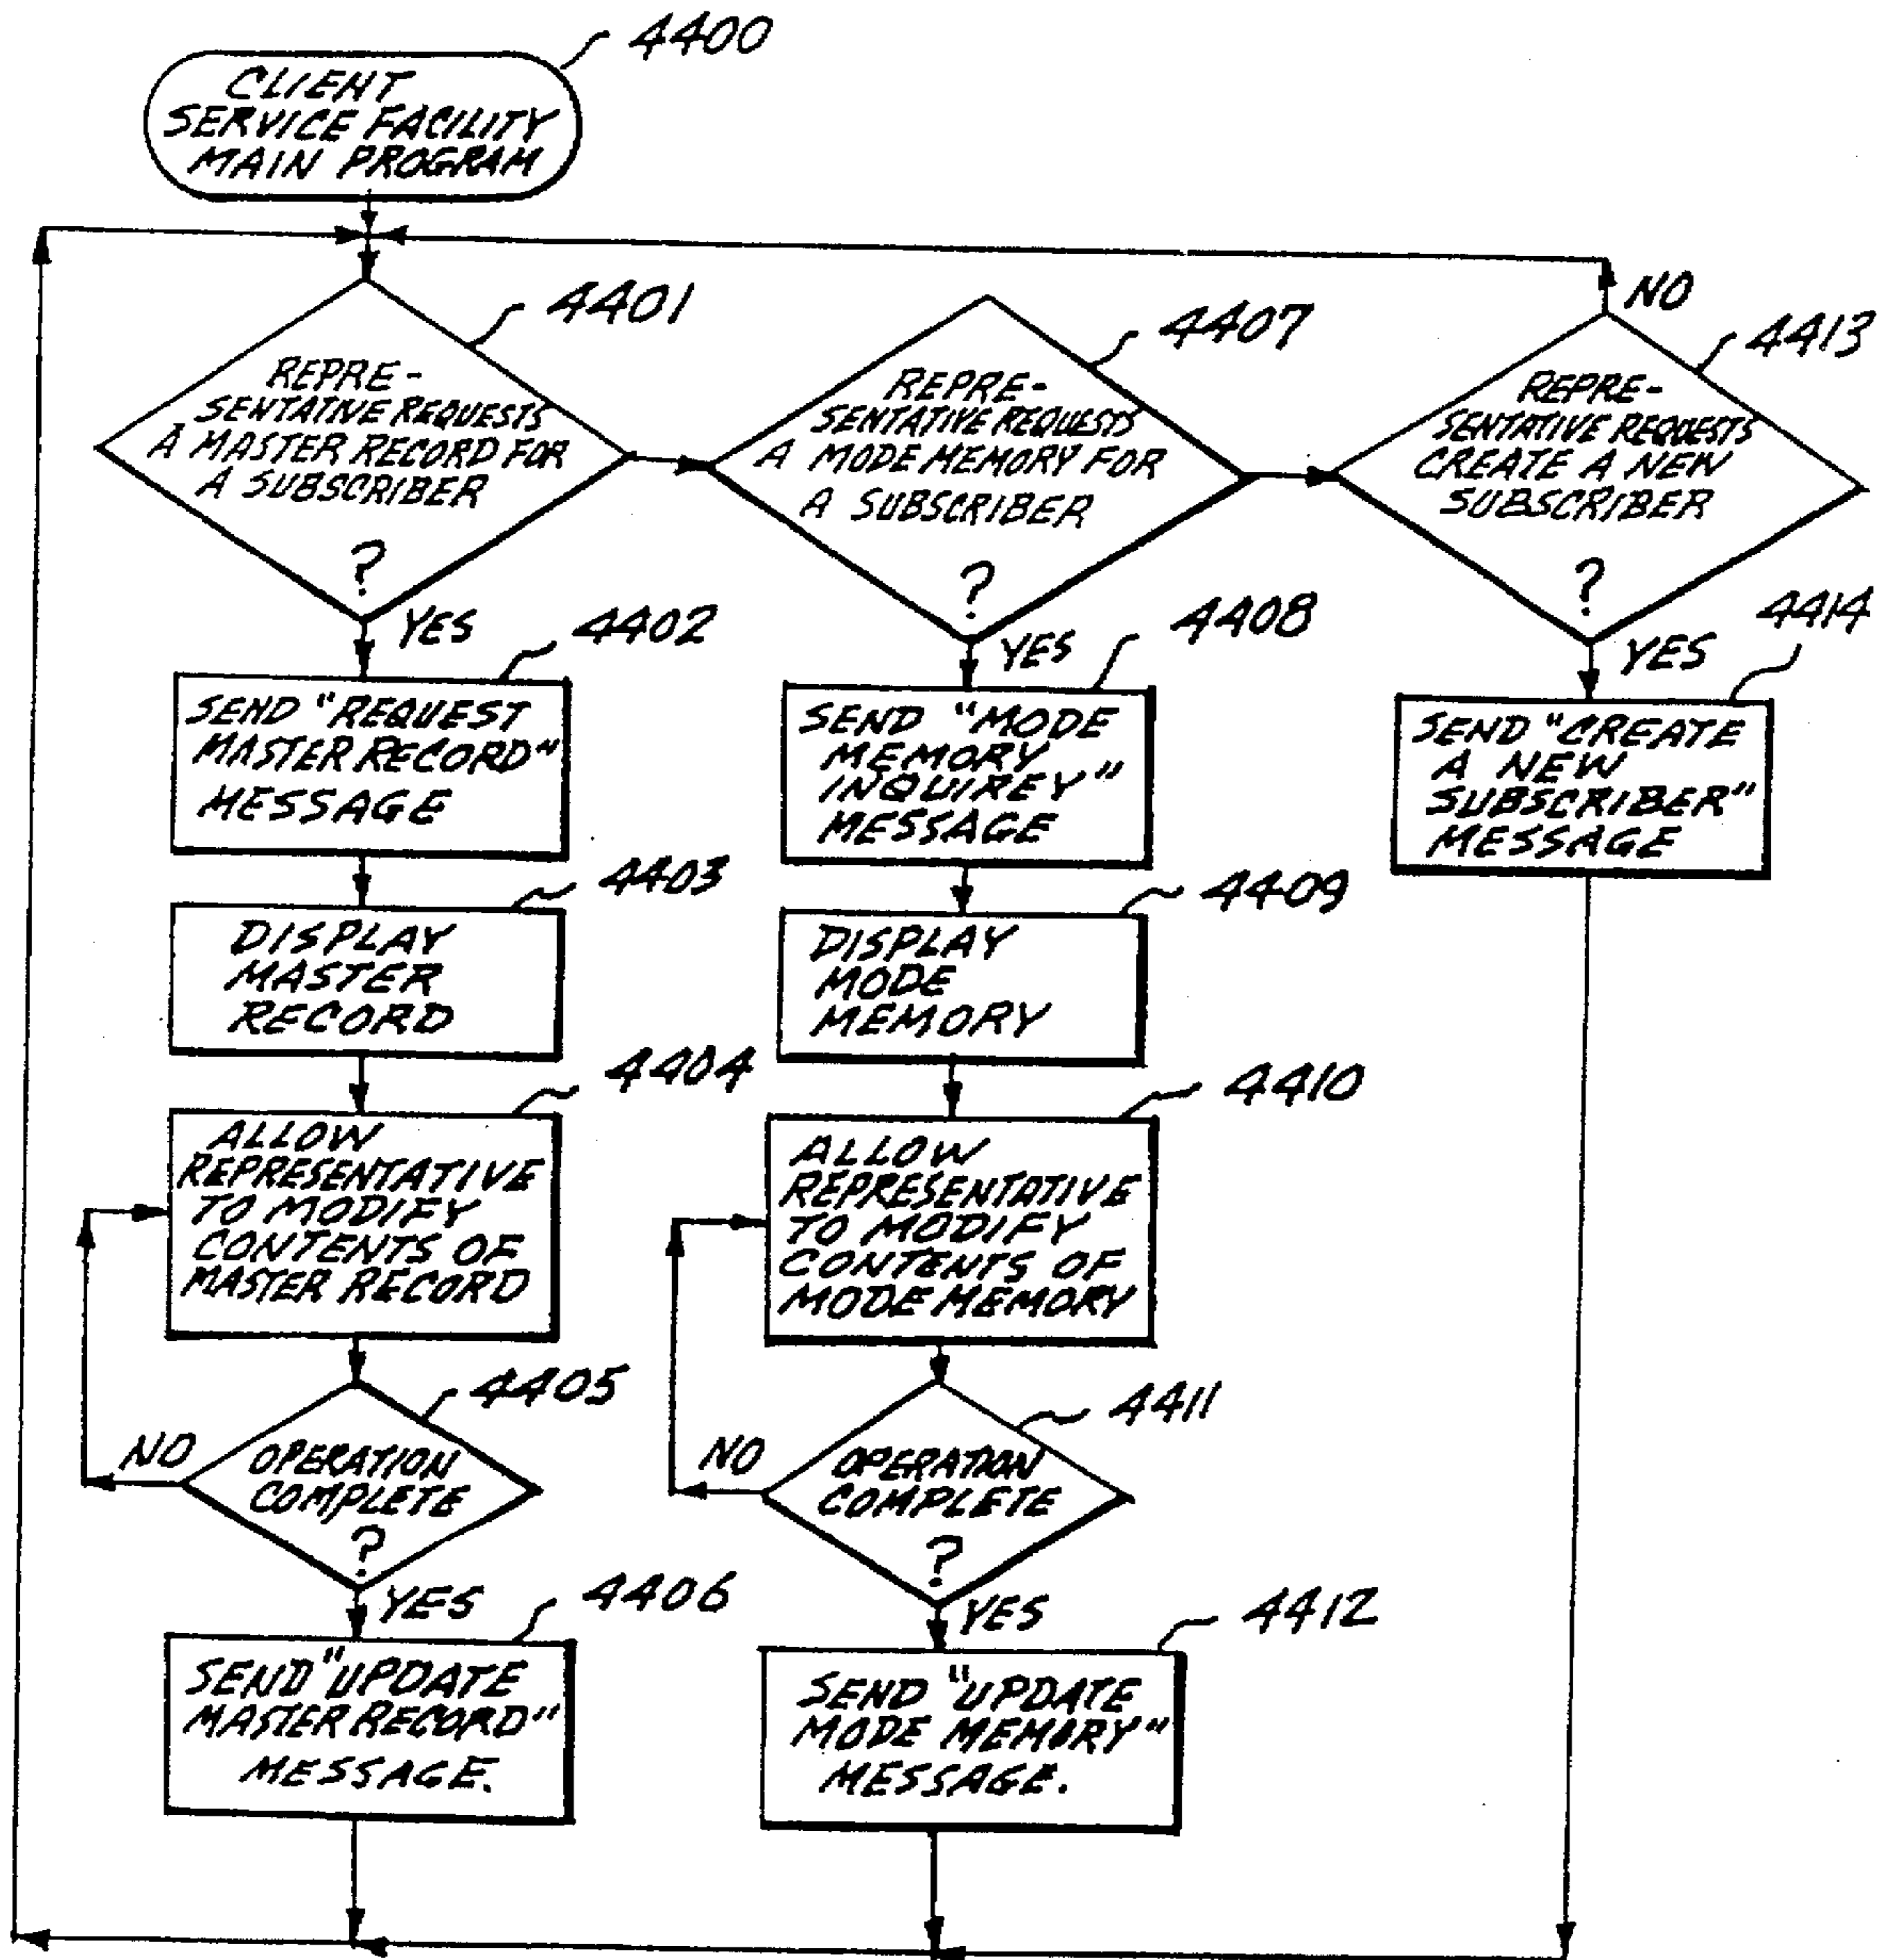 4400
CLIENT
SERVICE FACILITY
MAIN PROGRAM
4401
REPRE-
SENTATIVE REQUESTS
A MASTER RECORD FOR
A SUBSCRIBER
?
YES
4402
SEND "REQUEST
MASTER RECORD"
MESSAGE
4403
DISPLAY
MASTER
RECORD
4404
ALLOW
REPRESENTATIVE
TO MODIFY
CONTENTS OF
MASTER RECORD
4405
NO
OPERATION
COMPLETE
?
YES
4406
SEND "UPDATE
MASTER RECORD"
MESSAGE.
4407
REPRE-
SENTATIVE REQUESTS
A MODE MEMORY FOR
A SUBSCRIBER
?
YES
4408
SEND "MODE
MEMORY
INQUIREY"
MESSAGE
4409
DISPLAY
MODE
MEMORY
4410
ALLOW
REPRESENTATIVE
TO MODIFY
CONTENTS OF
MODE MEMORY
4411
NO
OPERATION
COMPLETE
?
YES
4412
SEND "UPDATE
MODE MEMORY"
MESSAGE.
NO
4413
REPRE-
SENTATIVE REQUESTS
CREATE A NEW
SUBSCRIBER
?
YES
4414
SEND "CREATE
A NEW
SUBSCRIBER"
MESSAGE